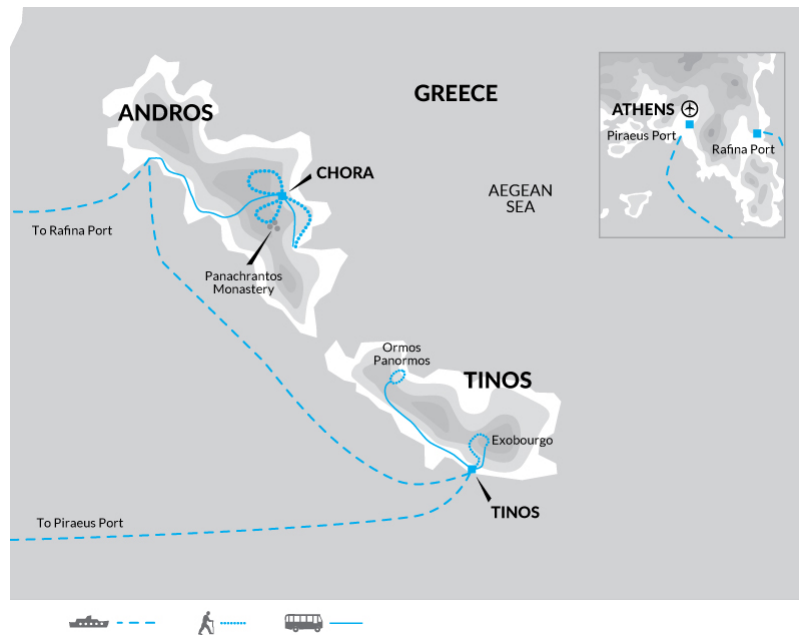 GREECE
ANDROS
ATHENS
Piraeus Port
Rafina Port
CHORA
AEGEAN
SEA
To Rafina Port
Panachrantos
Monastery
Ormos
Panormos
TINOS
Exobourgo
TINOS
To Piraeus Port